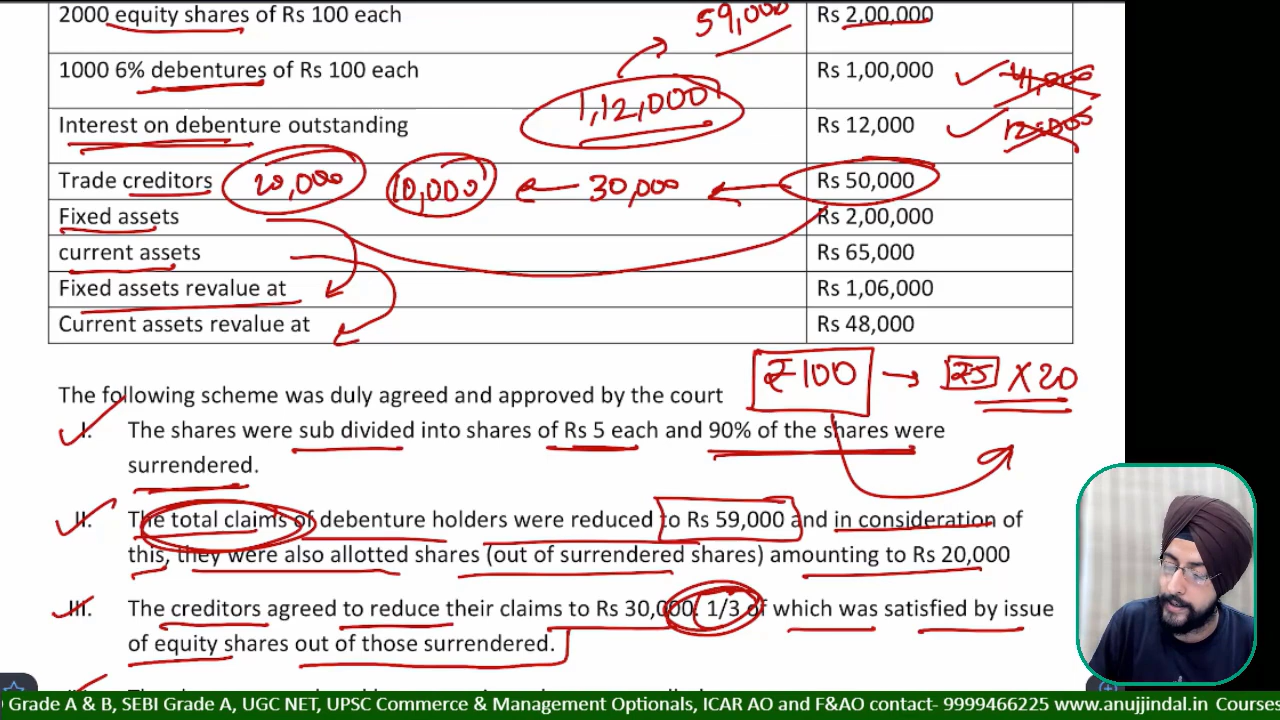 59,000
2000 equity shares of Rs 100 each Rs 2,00,000
1000 6% debentures of Rs 100 each Rs 1,00,000 41,000
1,12,000
Interest on debenture outstanding Rs 12,000 12,000
Trade creditors 20,000 10,000 ← 30,000 ← Rs 50,000
Fixed assets Rs 2,00,000
current assets Rs 65,000
Fixed assets revalue at Rs 1,06,000
Current assets revalue at Rs 48,000
₹100 → ₹5 X 20
The following scheme was duly agreed and approved by the court
I. The shares were sub divided into shares of Rs 5 each and 90% of the shares were
surrendered.
II. The total claims of debenture holders were reduced to Rs 59,000 and in consideration of
this, they were also allotted shares (out of surrendered shares) amounting to Rs 20,000
III. The creditors agreed to reduce their claims to Rs 30,000. 1/3 of which was satisfied by issue
of equity shares out of those surrendered.
Grade A & B, SEBI Grade A, UGC NET, UPSC Commerce & Management Optionals, ICAR AO and F&AO contact- 9999466225 www.anujjindal.in Courses